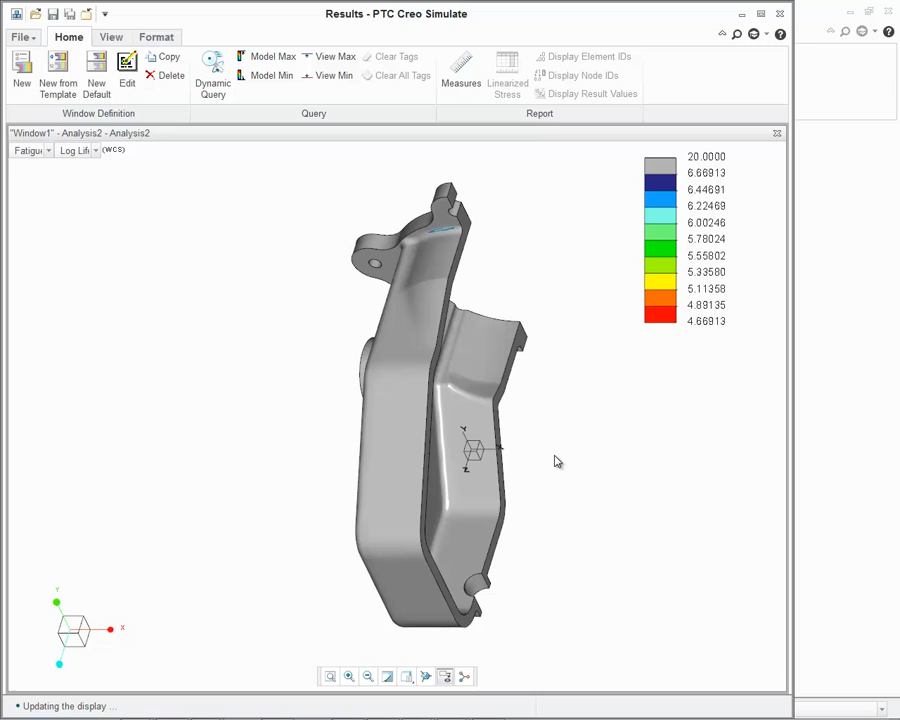 Results - PTC Creo Simulate
File Home View Format
New
New from Template
New Default
Edit
Copy
Delete
Window Definition
Dynamic Query
Model Max View Max Clear Tags
Model Min View Min Clear All Tags
Query
Measures
Linearized Stress
Display Element IDs
Display Node IDs
Display Result Values
Report
"Window1" - Analysis2 - Analysis2
Fatigu Log Lif (WCS)
20.0000
6.66913
6.44691
6.22469
6.00246
5.78024
5.55802
5.33580
5.11358
4.89135
4.66913
Y
Z
Y
X
Updating the display ...